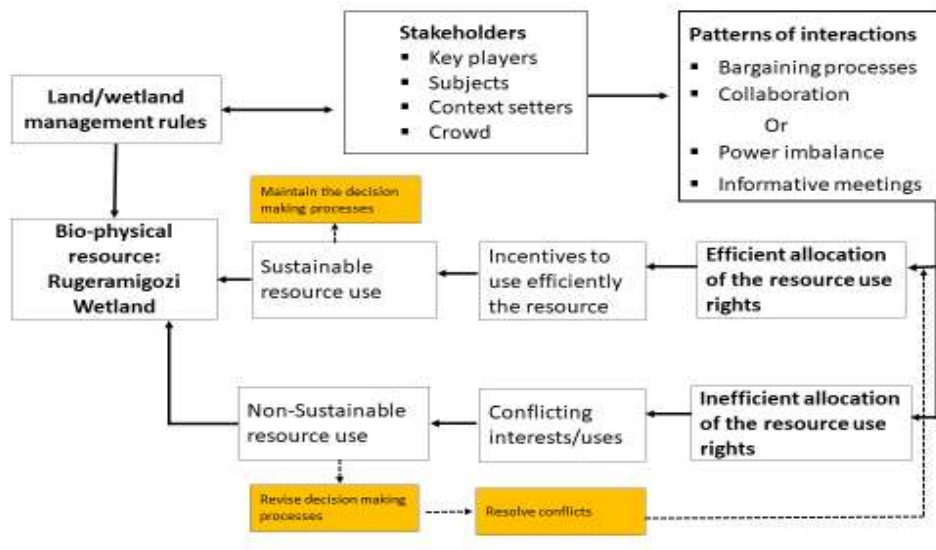 Stakeholders
▪ Key players
▪ Subjects
▪ Context setters
▪ Crowd
Patterns of interactions
▪ Bargaining processes
▪ Collaboration
Or
▪ Power imbalance
▪ Informative meetings
Land/wetland
management rules
Maintain the decision
making processes
Bio-physical
resource:
Rugeramigozi
Wetland
Sustainable
resource use
Incentives to
use efficiently
the resource
Efficient allocation
of the resource use
rights
Non-Sustainable
resource use
Conflicting
interests/uses
Inefficient allocation
of the resource use
rights
Revise decision making
processes
Resolve conflicts